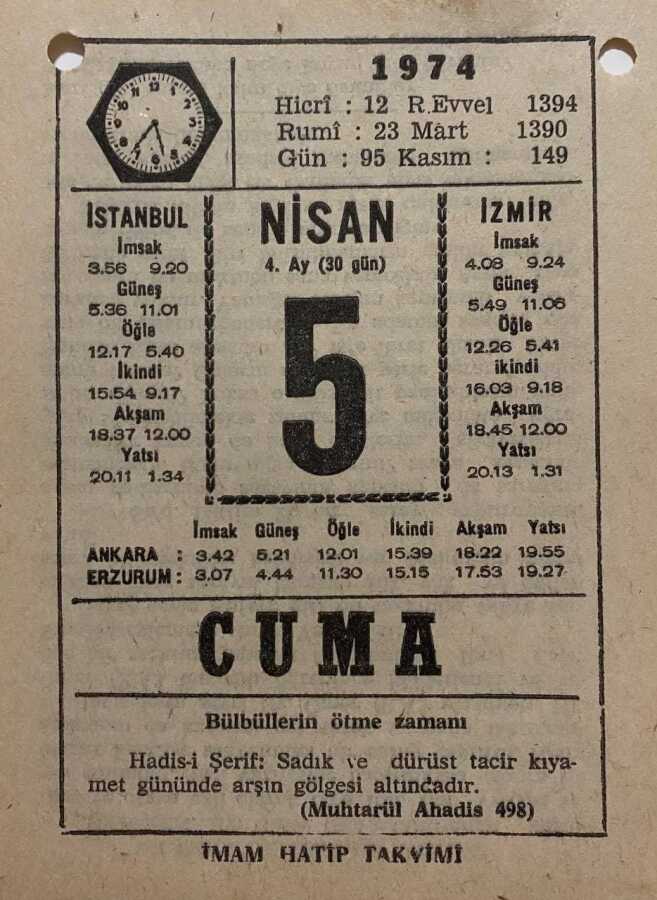 1974
Hicrî : 12 R.Evvel 1394
Rumî : 23 Mart 1390
Gün : 95 Kasım : 149
İSTANBUL
İmsak
3.56 9.20
Güneş
5.36 11.01
Öğle
12.17 5.40
İkindi
15.54 9.17
Akşam
18.37 12.00
Yatsı
20.11 1.34
NİSAN
4. Ay (30 gün)
5
İZMİR
İmsak
4.08 9.24
Güneş
5.49 11.06
Öğle
12.26 5.41
ikindi
16.03 9.18
Akşam
18.45 12.00
Yatsı
20.13 1.31
İmsak Güneş Öğle İkindi Akşam Yatsı
ANKARA : 3.42 5.21 12.01 15.39 18.22 19.55
ERZURUM : 3.07 4.44 11.30 15.15 17.53 19.27
CUMA
Bülbüllerin ötme zamanı
Hadis-i Şerif: Sadık ve dürüst tacir kıya-
met gününde arşın gölgesi altındadır.
(Muhtarül Ahadis 498)
İMAM HATİP TAKVİMİ